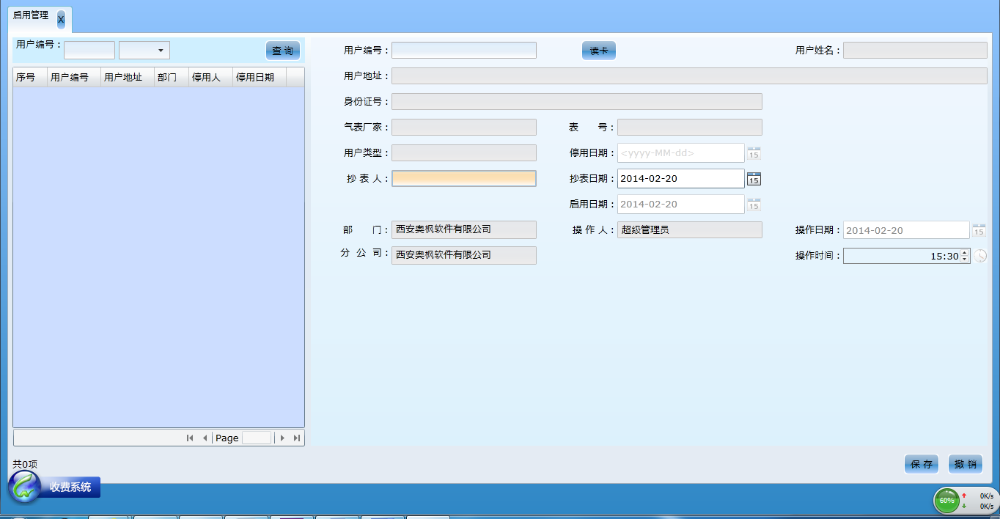 启用管理 X
用户编号：
查 询
序号 用户编号 用户地址 部门 停用人 停用日期
Page
共0项
收费系统
用户编号： 读卡 用户姓名：
用户地址：
身份证号：
气表厂家： 表 号：
用户类型： 停用日期： <yyyy-MM-dd> 15
抄 表 人： 抄表日期： 2014-02-20 15
启用日期： 2014-02-20 15
部 门： 西安奥枫软件有限公司 操 作 人： 超级管理员 操作日期： 2014-02-20 15
分 公 司： 西安奥枫软件有限公司 操作时间： 15:30
保 存 撤 销
60% 0K/s
0K/s